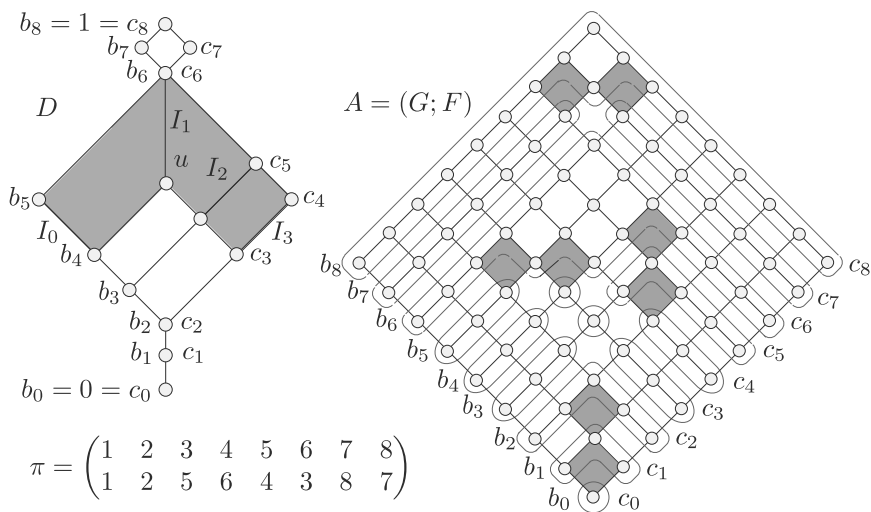 b₈ = 1 = c₈
b₇ c₇
b₆ c₆
D
A = (G; F)
I₁
u I₂ c₅
b₅ c₄
I₀ I₃
b₄ c₃
b₃
b₂ c₂
b₁ c₁
b₀ = 0 = c₀
b₈ c₈
b₇ c₇
b₆ c₆
b₅ c₅
b₄ c₄
b₃ c₃
b₂ c₂
b₁ c₁
b₀ c₀
π = (1 2 3 4 5 6 7 8
1 2 5 6 4 3 8 7)